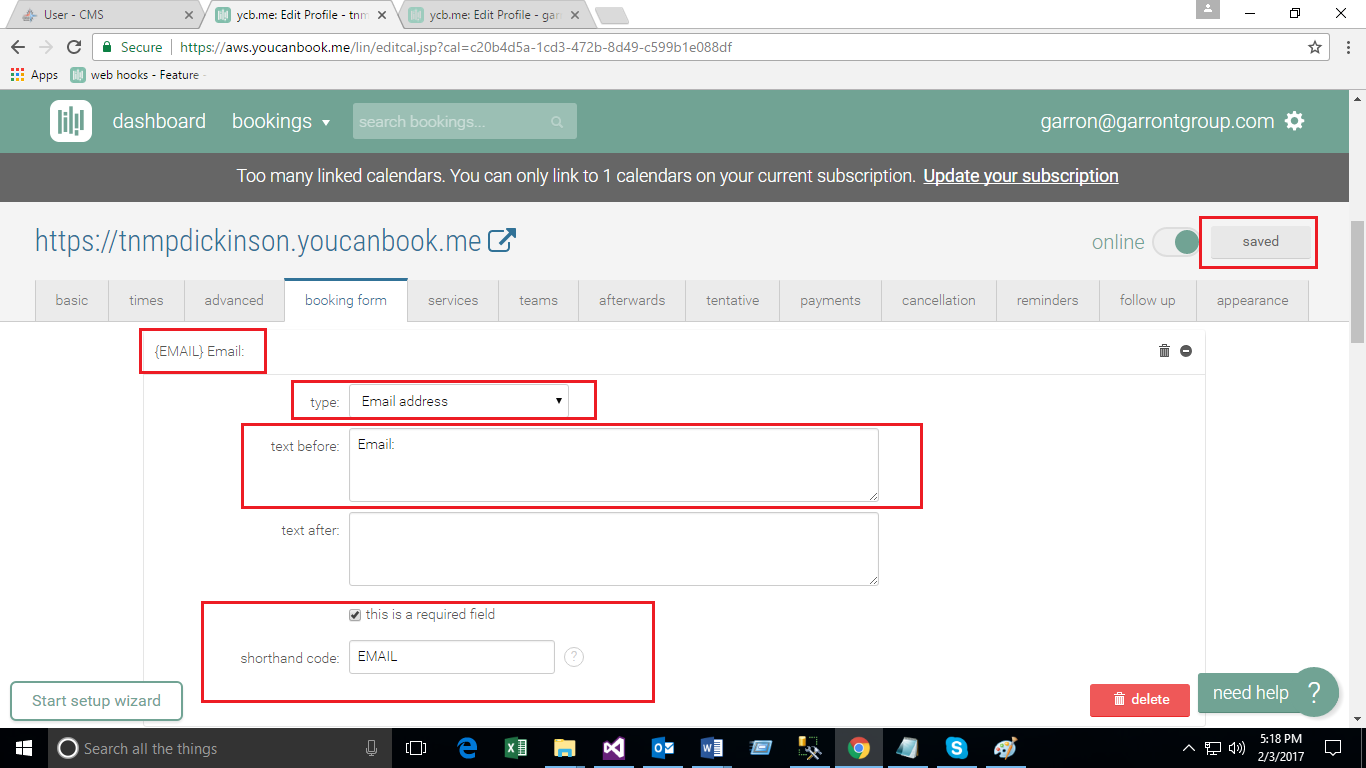 User - CMS
ycb.me: Edit Profile - tnm
ycb.me: Edit Profile - gar
Secure
https://aws.youcanbook.me/lin/editcal.jsp?cal=c20b4d5a-1cd3-472b-8d49-c599b1e088df
Apps
web hooks - Feature
dashboard
bookings
search bookings...
garron@garrontgroup.com
Too many linked calendars. You can only link to 1 calendars on your current subscription. Update your subscription
https://tnmpdickinson.youcanbook.me
online
saved
basic
times
advanced
booking form
services
teams
afterwards
tentative
payments
cancellation
reminders
follow up
appearance
{EMAIL} Email:
type:
Email address
text before:
Email:
text after:
this is a required field
shorthand code:
EMAIL
?
Start setup wizard
delete
need help
?
Search all the things
5:18 PM
2/3/2017